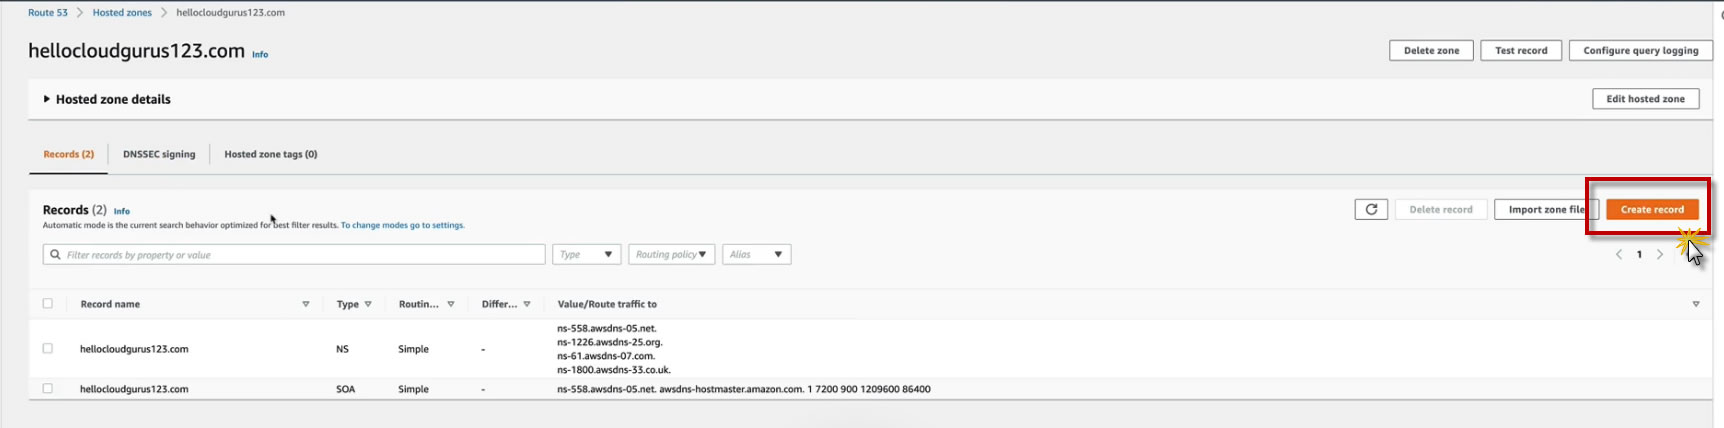 Route 53 > Hosted zones > hellocloudgurus123.com
hellocloudgurus123.com Info
Delete zone
Test record
Configure query logging
Hosted zone details
Edit hosted zone
Records (2)
DNSSEC signing
Hosted zone tags (0)
Records (2) Info
Automatic mode is the current search behavior optimized for best filter results. To change modes go to settings.
Delete record
Import zone file
Create record
Filter records by property or value
Type
Routing policy
Alias
1
Record name
Type
Routin...
Differ...
Value/Route traffic to
hellocloudgurus123.com
NS
Simple
-
ns-558.awsdns-05.net.
ns-1226.awsdns-25.org.
ns-61.awsdns-07.com.
ns-1800.awsdns-33.co.uk.
hellocloudgurus123.com
SOA
Simple
-
ns-558.awsdns-05.net. awsdns-hostmaster.amazon.com. 1 7200 900 1209600 86400